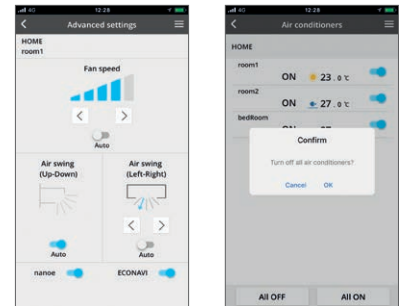 4G 12:28
Advanced settings
HOME
room1
Fan speed
Auto
Air swing
(Up-Down)
Auto
Air swing
(Left-Right)
Auto
nanoe
ECONAVI
4G 12:28
Air conditioners
HOME
room1
ON 23 .0 ℃
room2
ON 27 .0 ℃
bedRoom
Confirm
Turn off all air conditioners?
Cancel OK
All OFF All ON